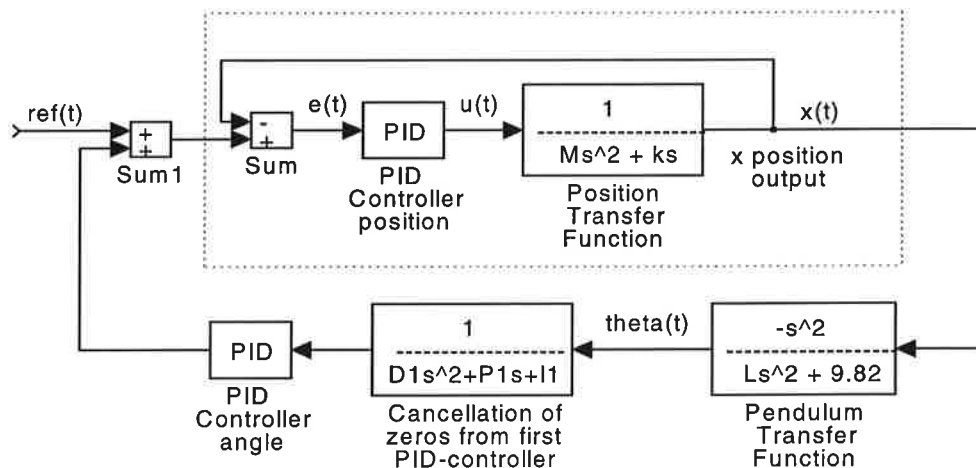 ref(t)
+
+
Sum1
-
+
Sum
e(t)
PID
PID
Controller
position
u(t)
1
Ms^2 + ks
Position
Transfer
Function
x(t)
x position
output
PID
PID
Controller
angle
1
D1s^2+P1s+I1
Cancellation of
zeros from first
PID-controller
theta(t)
-s^2
Ls^2 + 9.82
Pendulum
Transfer
Function